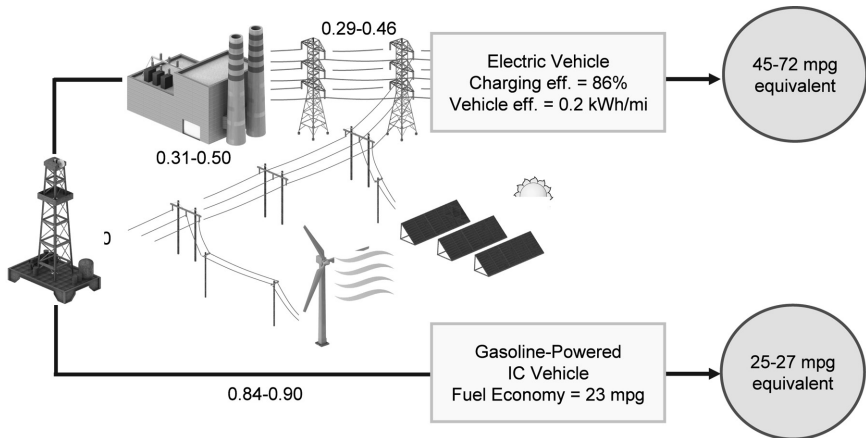 0.29-0.46
Electric Vehicle
Charging eff. = 86%
Vehicle eff. = 0.2 kWh/mi
45-72 mpg
equivalent
0.31-0.50
0
Gasoline-Powered
IC Vehicle
Fuel Economy = 23 mpg
25-27 mpg
equivalent
0.84-0.90